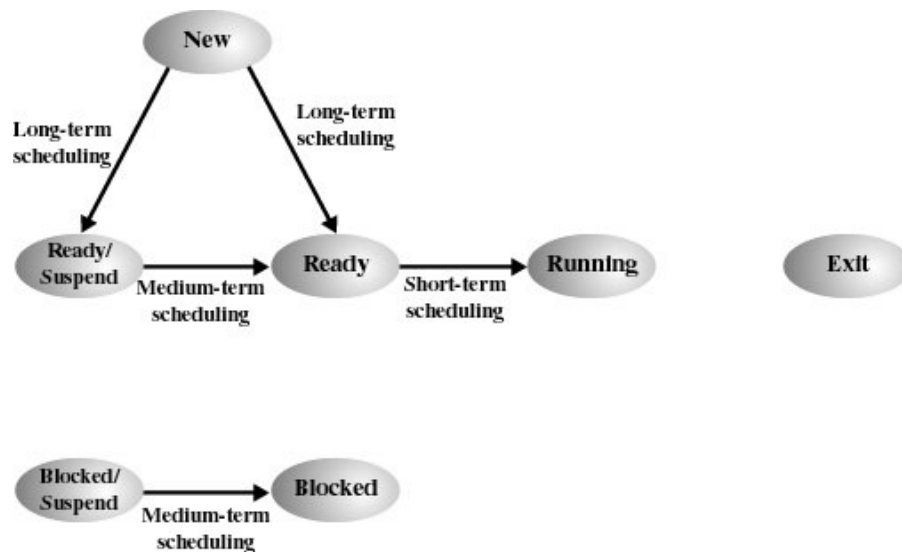 New
Long-term
scheduling
Long-term
scheduling
Ready/
Suspend
Medium-term
scheduling
Ready
Short-term
scheduling
Running
Exit
Blocked/
Suspend
Medium-term
scheduling
Blocked